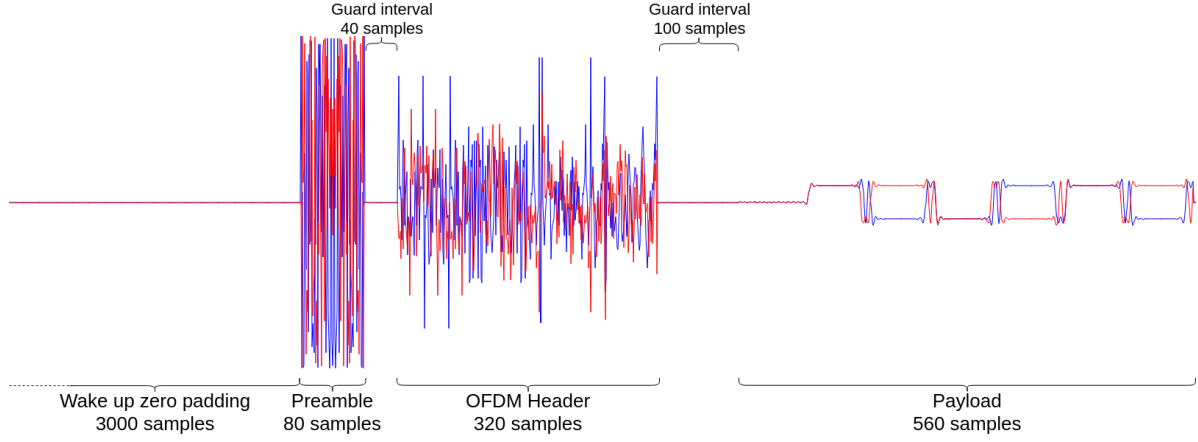 Guard interval
40 samples
Guard interval
100 samples
Wake up zero padding
3000 samples
Preamble
80 samples
OFDM Header
320 samples
Payload
560 samples